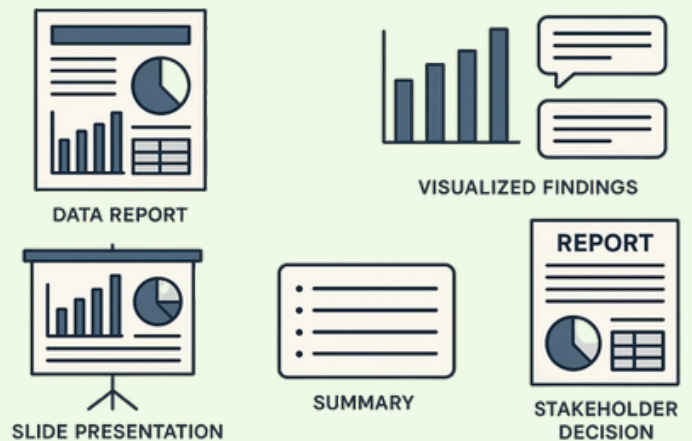 DATA REPORT
VISUALIZED FINDINGS
REPORT
SLIDE PRESENTATION
SUMMARY
STAKEHOLDER
DECISION